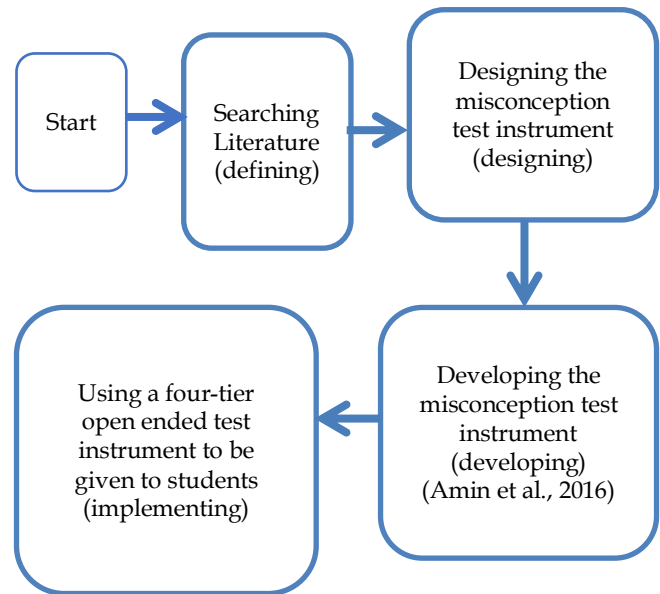 Start
Searching
Literature
(defining)
Designing the
misconception
test instrument
(designing)
Developing the
misconception test
instrument
(developing)
(Amin et al., 2016)
Using a four-tier
open ended test
instrument to be
given to students
(implementing)